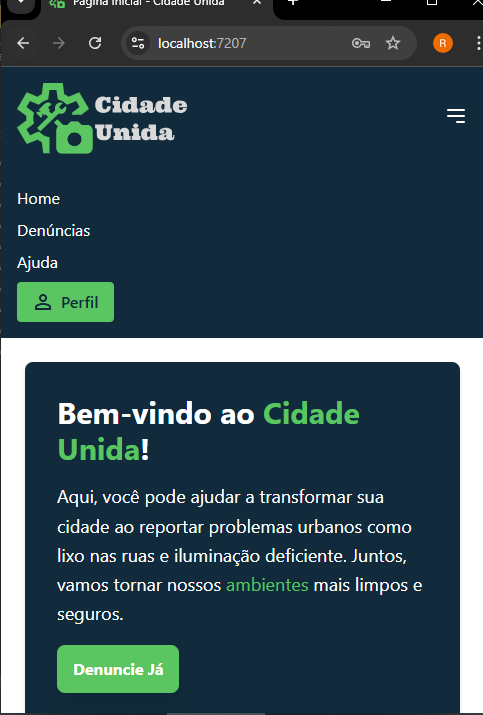 Página Inicial - Cidade Unida
localhost:7207
R
Cidade
Unida
Home
Denúncias
Ajuda
Perfil
Bem-vindo ao Cidade
Unida!
Aqui, você pode ajudar a transformar sua
cidade ao reportar problemas urbanos como
lixo nas ruas e iluminação deficiente. Juntos,
vamos tornar nossos ambientes mais limpos e
seguros.
Denuncie Já